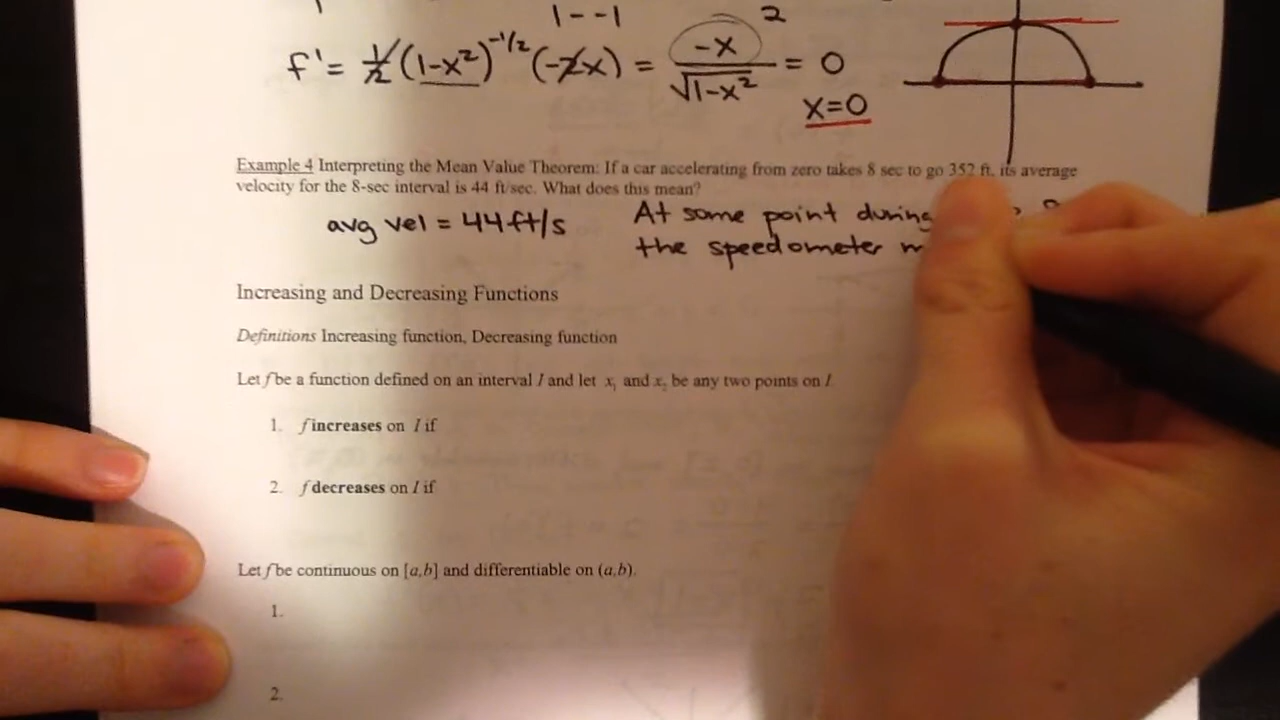 1--1 2
f' = ½(1-x²)^-1/2 (-2x) = -x/√1-x² = 0
x=0
Example 4 Interpreting the Mean Value Theorem: If a car accelerating from zero takes 8 sec to go 352 ft, its average
velocity for the 8-sec interval is 44 ft/sec. What does this mean?
avg vel = 44ft/s
At some point during
the speedometer
Increasing and Decreasing Functions
Definitions Increasing function, Decreasing function
Let f be a function defined on an interval I and let x₁ and x₂ be any two points on I.
1. f increases on I if
2. f decreases on I if
Let f be continuous on [a,b] and differentiable on (a,b).
1.
2.